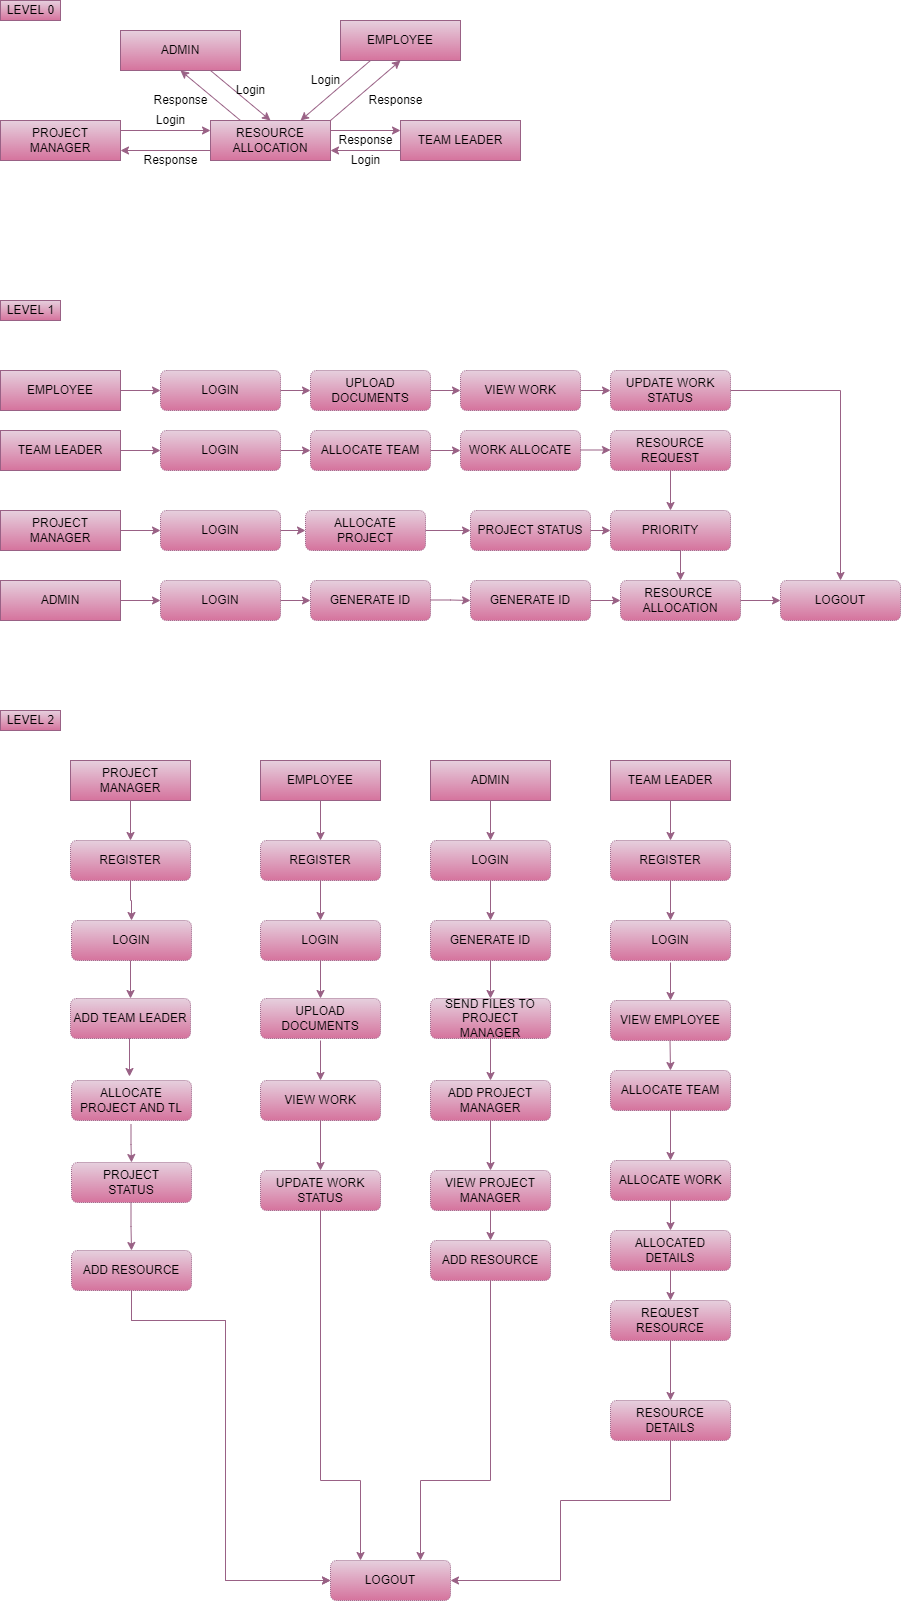 LEVEL 0
ADMIN
EMPLOYEE
Login
Login
Response
Response
Login
PROJECT
MANAGER
RESOURCE
ALLOCATION
Response
TEAM LEADER
Response
Login
LEVEL 1
EMPLOYEE
LOGIN
UPLOAD
DOCUMENTS
VIEW WORK
UPDATE WORK
STATUS
TEAM LEADER
LOGIN
ALLOCATE TEAM
WORK ALLOCATE
RESOURCE
REQUEST
PROJECT
MANAGER
LOGIN
ALLOCATE
PROJECT
PROJECT STATUS
PRIORITY
ADMIN
LOGIN
GENERATE ID
GENERATE ID
RESOURCE
ALLOCATION
LOGOUT
LEVEL 2
PROJECT
MANAGER
REGISTER
LOGIN
ADD TEAM LEADER
ALLOCATE
PROJECT AND TL
PROJECT
STATUS
ADD RESOURCE
EMPLOYEE
REGISTER
LOGIN
UPLOAD
DOCUMENTS
VIEW WORK
UPDATE WORK
STATUS
ADMIN
LOGIN
GENERATE ID
SEND FILES TO
PROJECT
MANAGER
ADD PROJECT
MANAGER
VIEW PROJECT
MANAGER
ADD RESOURCE
TEAM LEADER
REGISTER
LOGIN
VIEW EMPLOYEE
ALLOCATE TEAM
ALLOCATE WORK
ALLOCATED
DETAILS
REQUEST
RESOURCE
RESOURCE
DETAILS
LOGOUT